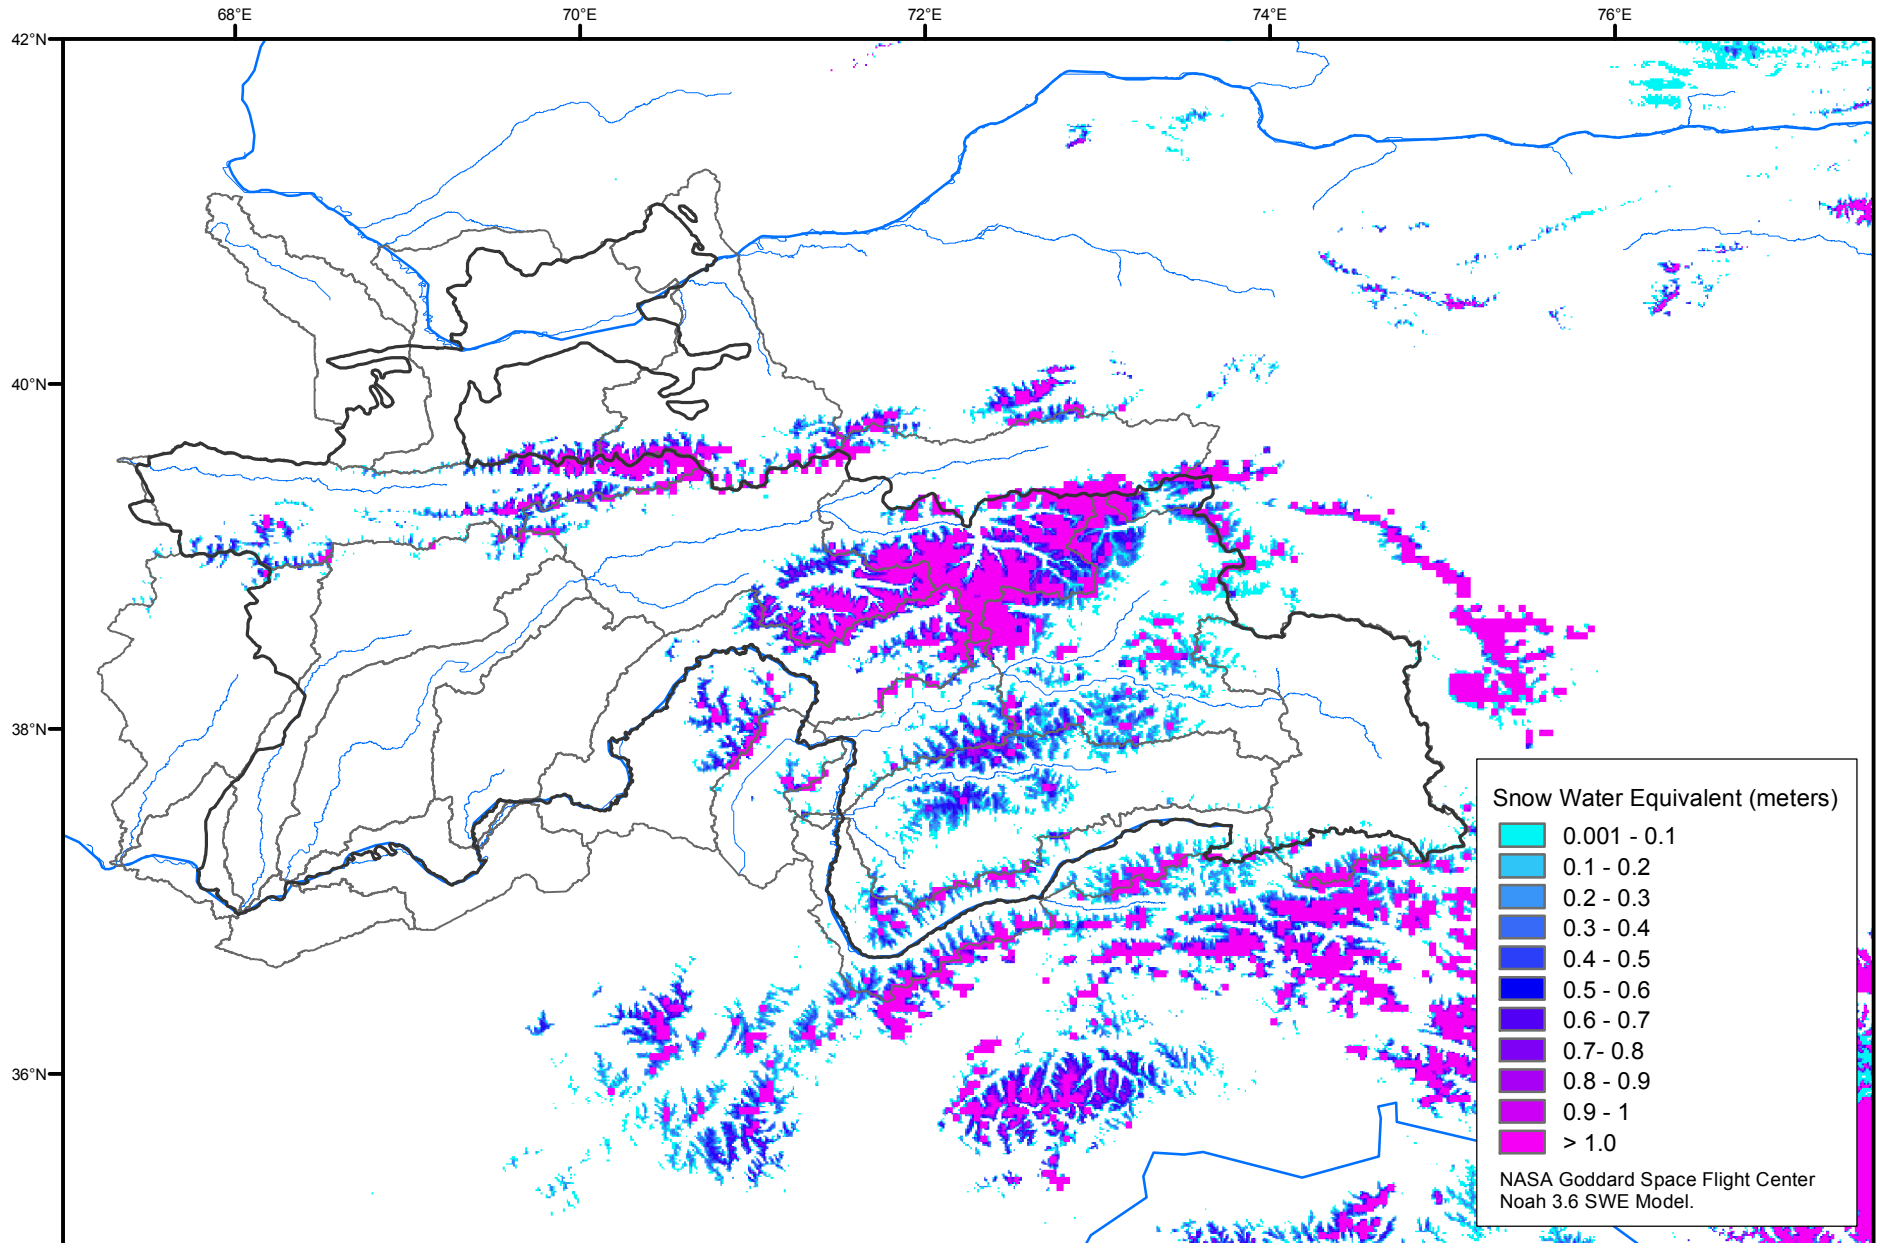 68°E 70°E 72°E 74°E 76°E
42°N
40°N
38°N
36°N
Snow Water Equivalent (meters)
0.001 - 0.1
0.1 - 0.2
0.2 - 0.3
0.3 - 0.4
0.4 - 0.5
0.5 - 0.6
0.6 - 0.7
0.7- 0.8
0.8 - 0.9
0.9 - 1
> 1.0
NASA Goddard Space Flight Center
Noah 3.6 SWE Model.